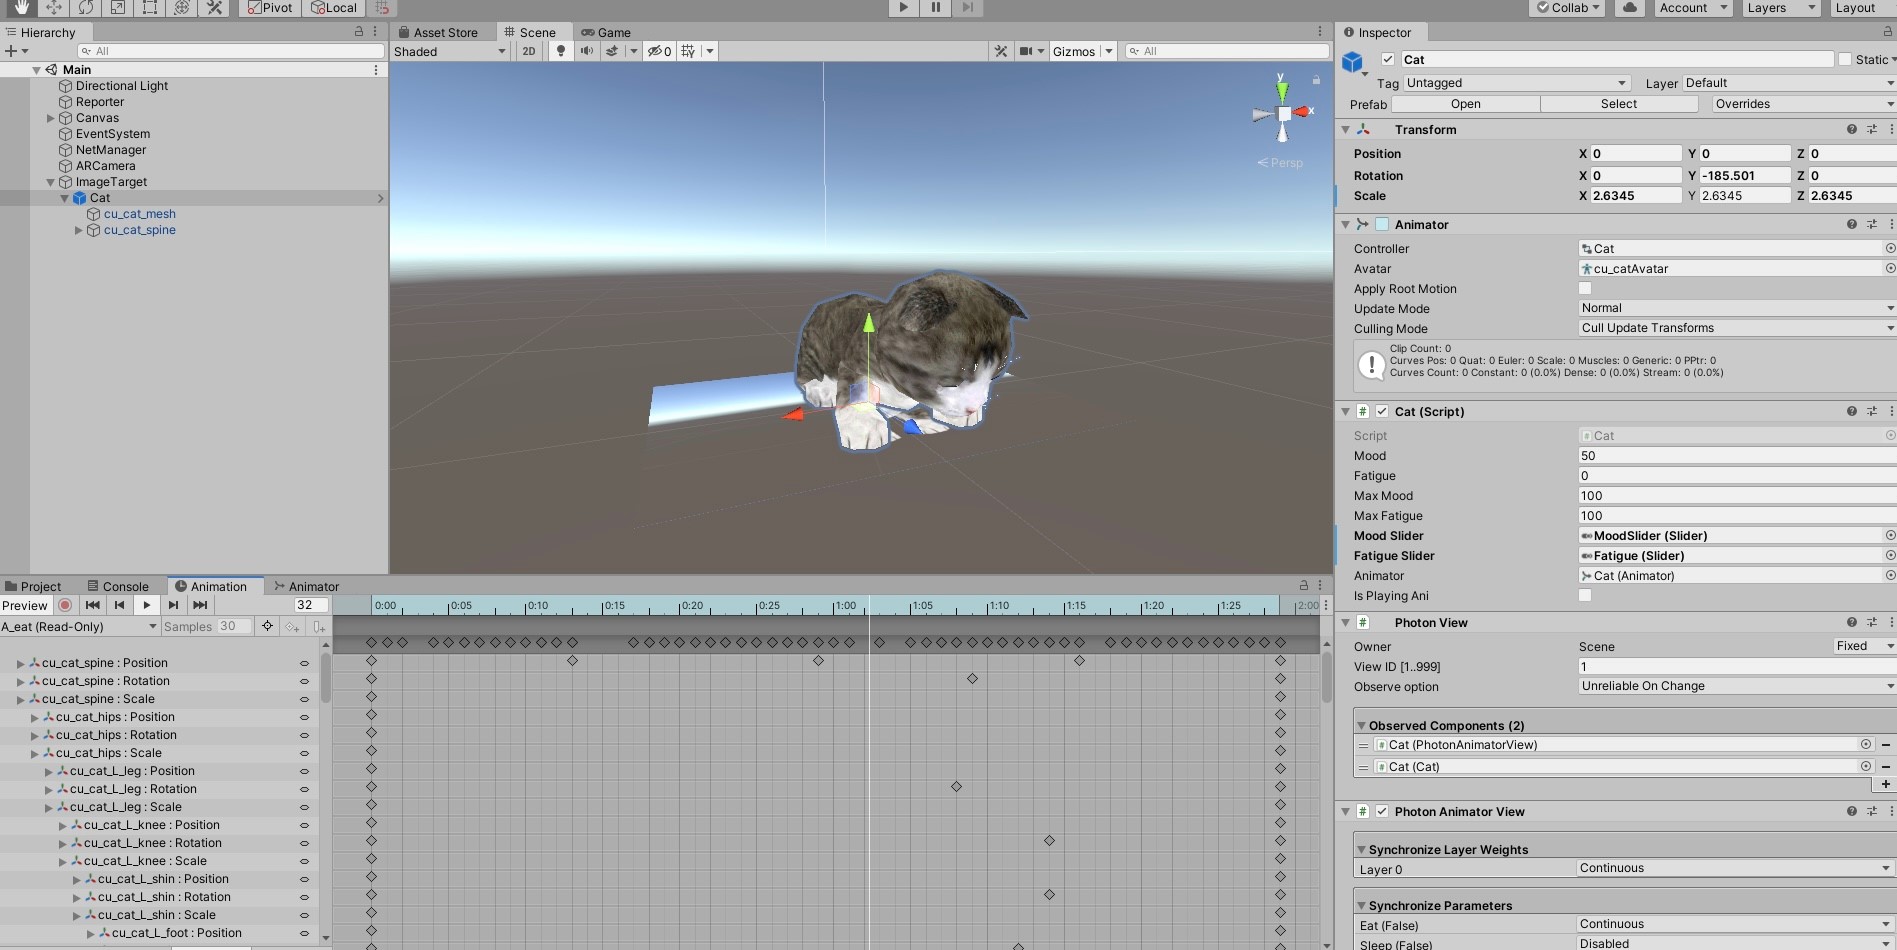 Pivot Local Collab Account Layers Layout
Hierarchy
All
Main
Directional Light
Reporter
Canvas
EventSystem
NetManager
ARCamera
ImageTarget
Cat
cu_cat_mesh
cu_cat_spine
Asset Store Scene Game
Shaded 2D 0 Gizmos All
y
x
Persp
Inspector
Cat Static
Tag Untagged Layer Default
Prefab Open Select Overrides
Transform
Position X 0 Y 0 Z 0
Rotation X 0 Y -185.501 Z 0
Scale X 2.6345 Y 2.6345 Z 2.6345
Animator
Controller Cat
Avatar cu_catAvatar
Apply Root Motion
Update Mode Normal
Culling Mode Cull Update Transforms
Clip Count: 0
Curves Pos: 0 Quat: 0 Euler: 0 Scale: 0 Muscles: 0 Generic: 0 PPtr: 0
Curves Count: 0 Constant: 0 (0.0%) Dense: 0 (0.0%) Stream: 0 (0.0%)
Cat (Script)
Script Cat
Mood 50
Fatigue 0
Max Mood 100
Max Fatigue 100
Mood Slider MoodSlider (Slider)
Fatigue Slider Fatigue (Slider)
Animator Cat (Animator)
Is Playing Ani
Photon View
Owner Scene Fixed
View ID [1..999] 1
Observe option Unreliable On Change
Observed Components (2)
Cat (PhotonAnimatorView)
Cat (Cat)
Photon Animator View
Synchronize Layer Weights
Layer 0 Continuous
Synchronize Parameters
Eat (False) Continuous
Sleep (False) Disabled
Project Console Animation Animator
Preview 32 0:00 0:05 0:10 0:15 0:20 0:25 1:00 1:05 1:10 1:15 1:20 1:25 2:00
A_eat (Read-Only) Samples 30
cu_cat_spine : Position
cu_cat_spine : Rotation
cu_cat_spine : Scale
cu_cat_hips : Position
cu_cat_hips : Rotation
cu_cat_hips : Scale
cu_cat_L_leg : Position
cu_cat_L_leg : Rotation
cu_cat_L_leg : Scale
cu_cat_L_knee : Position
cu_cat_L_knee : Rotation
cu_cat_L_knee : Scale
cu_cat_L_shin : Position
cu_cat_L_shin : Rotation
cu_cat_L_shin : Scale
cu_cat_L_foot : Position